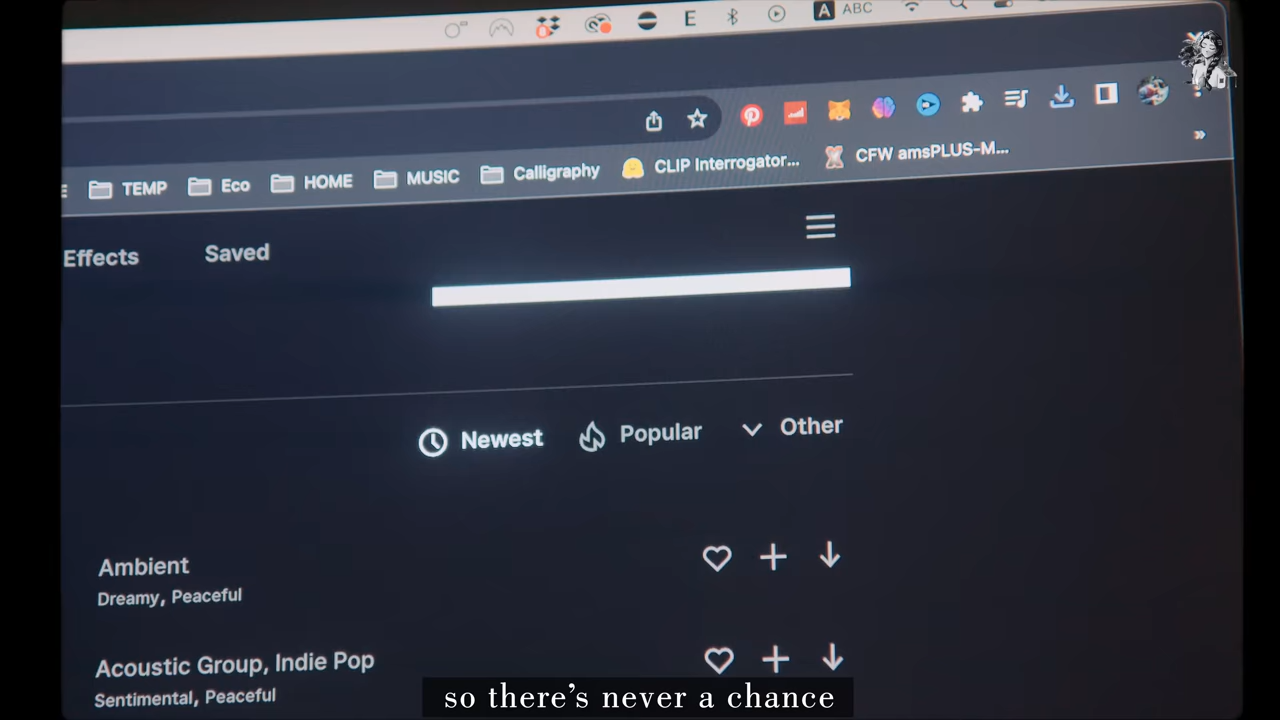 E A ABC
TEMP Eco HOME MUSIC Calligraphy CLIP Interrogator... CFW amsPLUS-M...
Effects Saved
Newest Popular Other
Ambient
Dreamy, Peaceful
Acoustic Group, Indie Pop
Sentimental, Peaceful
so there's never a chance